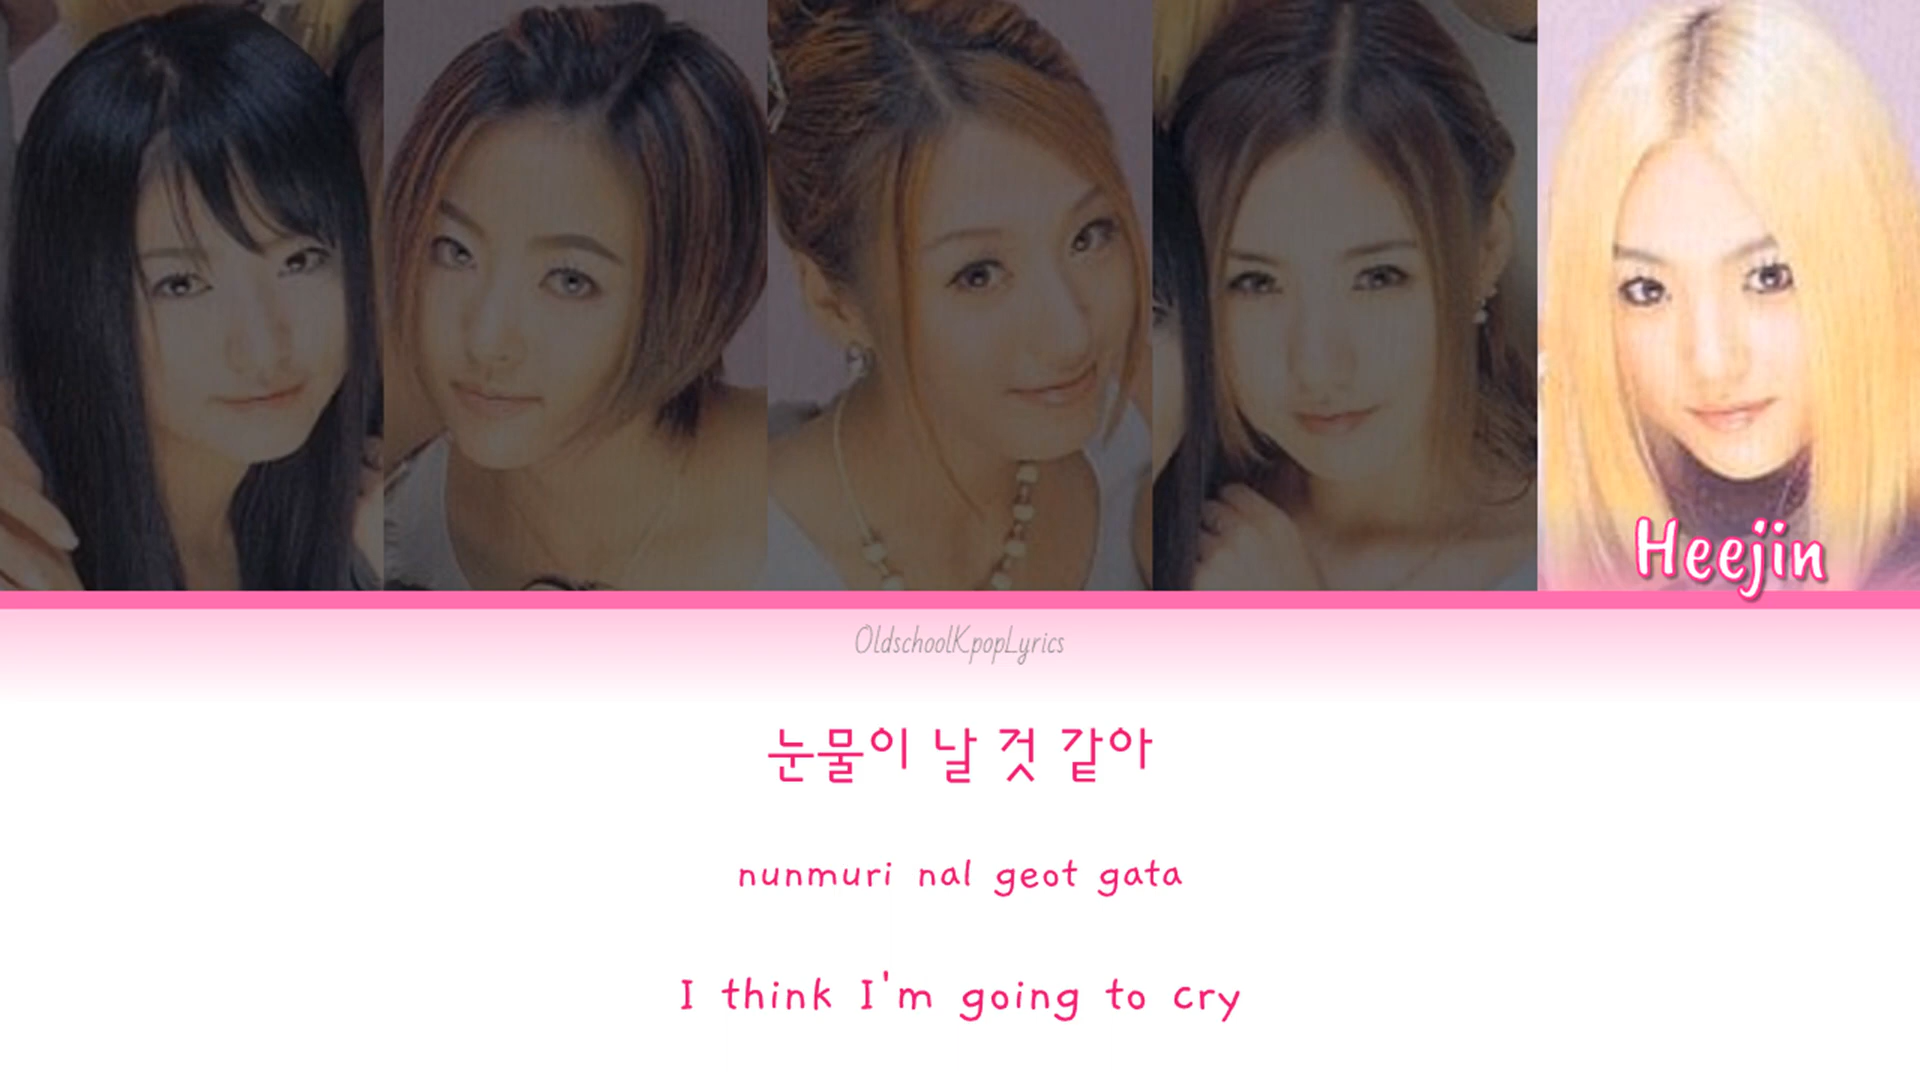 Heejin
OldschoolKpopLyrics
눈물이 날 것 같아
nunmuri nal geot gata
I think I'm going to cry